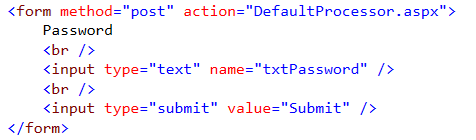 <form method="post" action="DefaultProcessor.aspx">
Password
<br />
<input type="text" name="txtPassword" />
<br />
<input type="submit" value="Submit" />
</form>